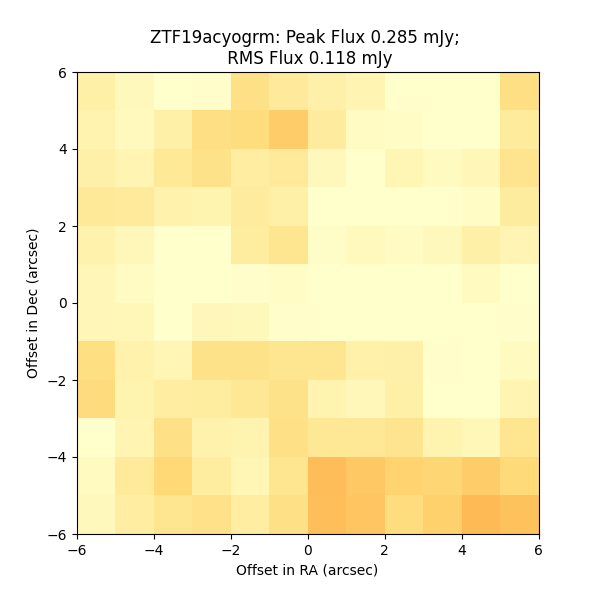 ZTF19acyogrm: Peak Flux 0.285 mJy;
RMS Flux 0.118 mJy
6
4
2
0
−2
−4
−6
Offset in Dec (arcsec)
−6 −4 −2 0 2 4 6
Offset in RA (arcsec)